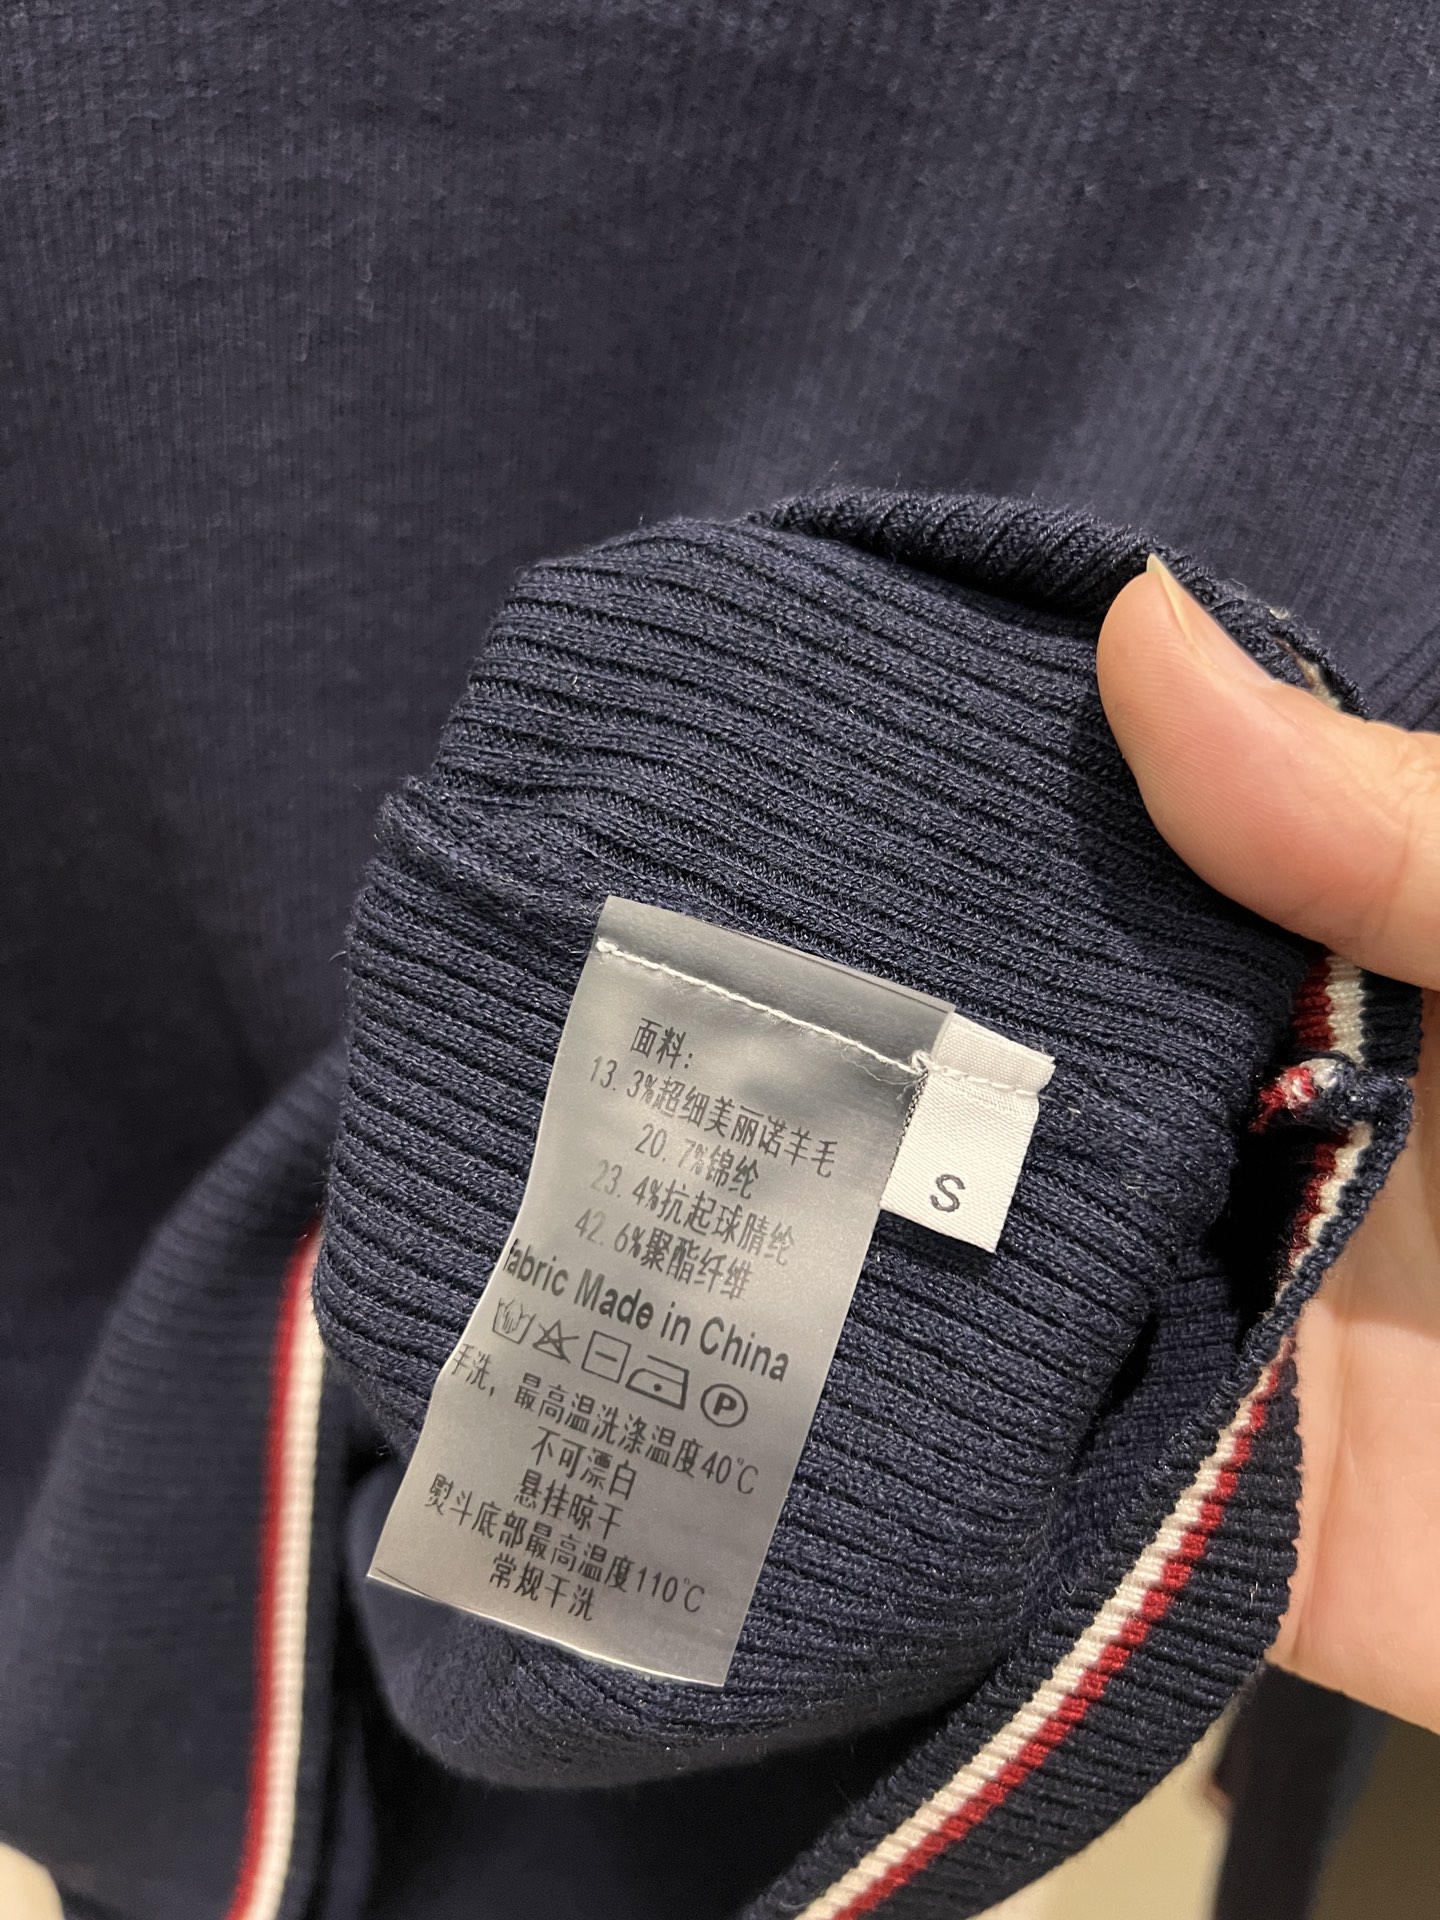 面料:
13.3%超细美丽诺羊毛
20.7%锦纶
23.4%抗起球腈纶
42.6%聚酯纤维
fabric Made in China
P
手洗，最高温洗涤温度40℃
不可漂白
悬挂晾干
熨斗底部最高温度110℃
常规干洗
S